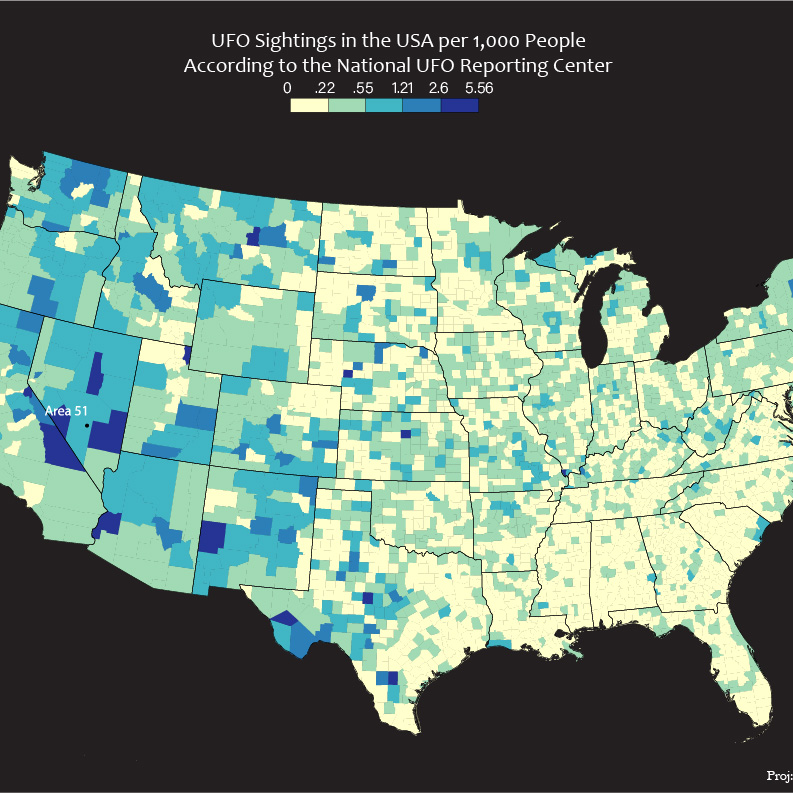 UFO Sightings in the USA per 1,000 People
According to the National UFO Reporting Center
0 .22 .55 1.21 2.6 5.56
Area 51
Proj: